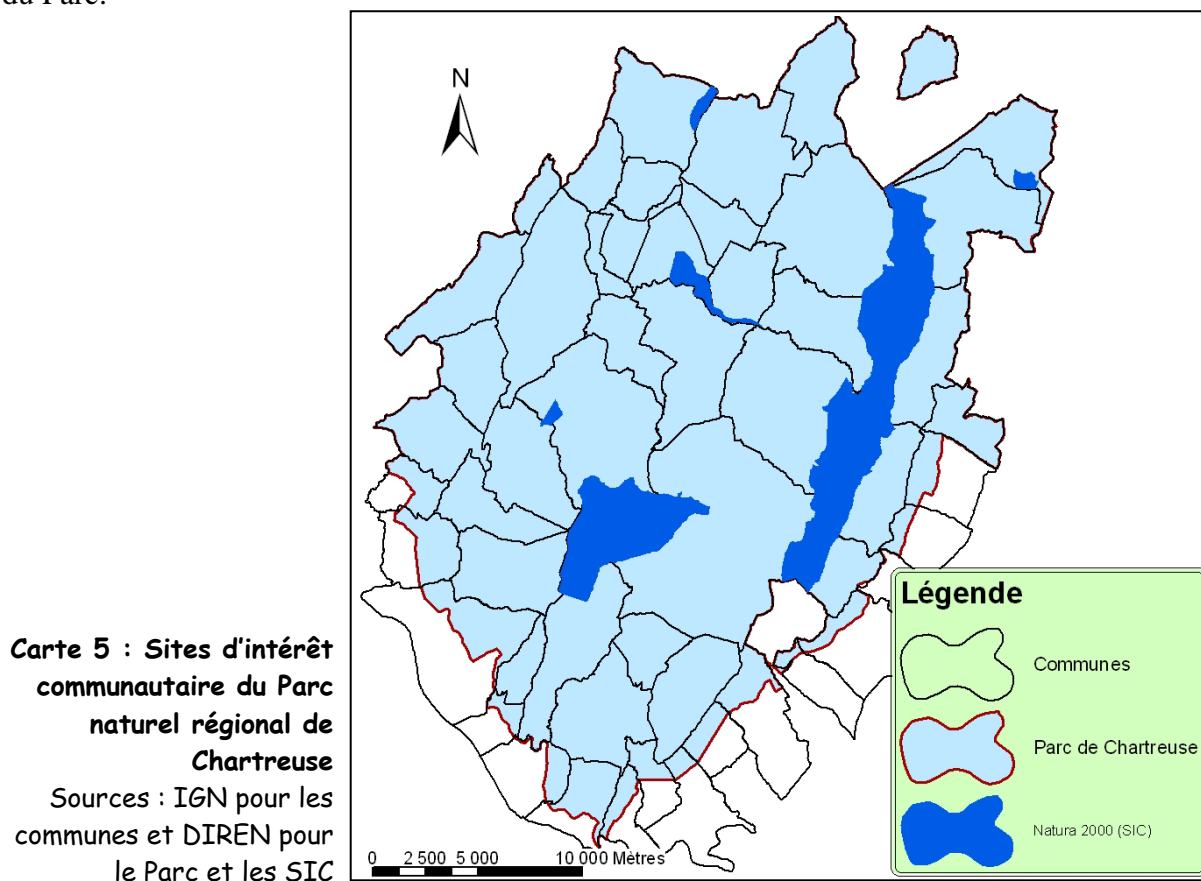 du Parc.
N
Carte 5 : Sites d'intérêt
communautaire du Parc
naturel régional de
Chartreuse
Sources : IGN pour les
communes et DIREN pour
le Parc et les SIC
0 2 500 5 000 10 000 Mètres
Légende
Communes
Parc de Chartreuse
Natura 2000 (SIC)